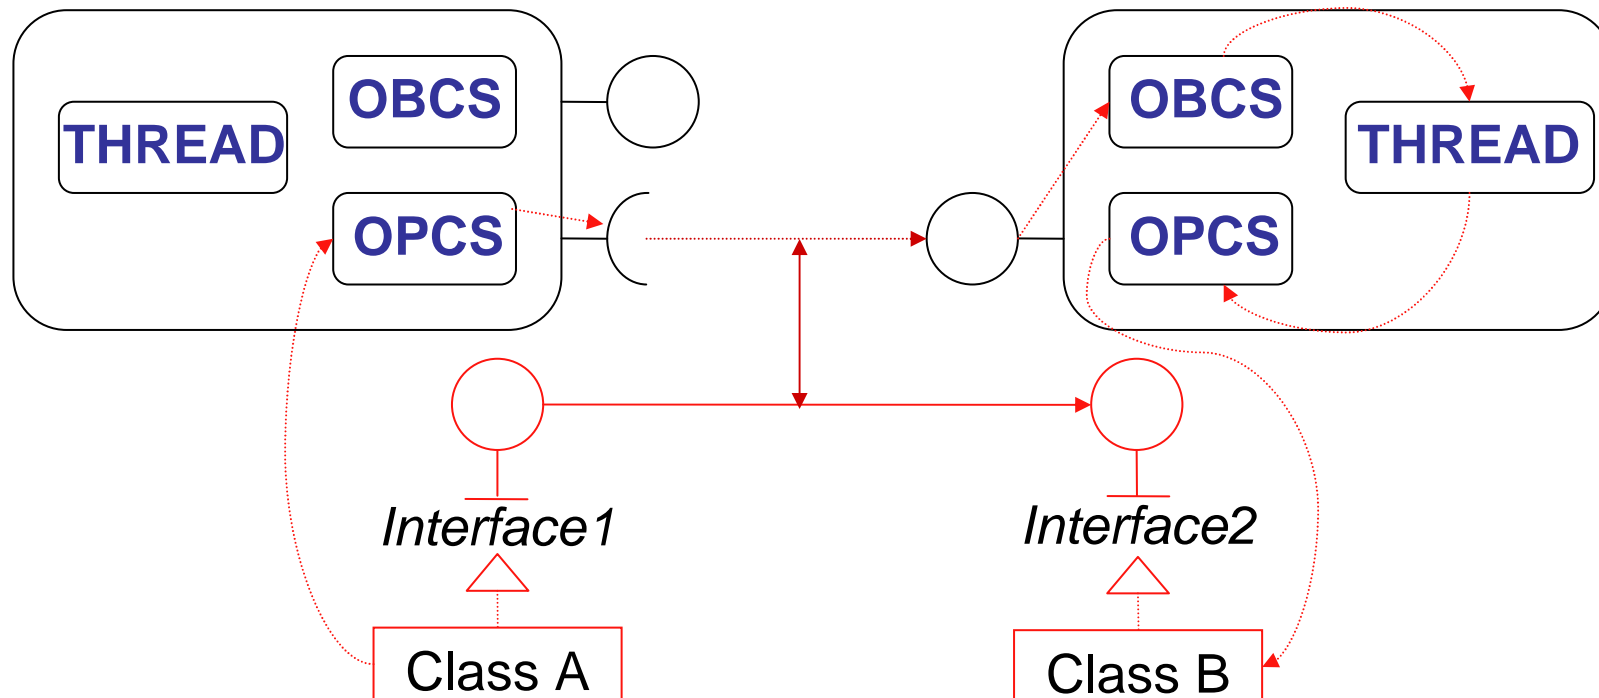 OBCS
THREAD
OPCS
OBCS
THREAD
OPCS
Interface1
Interface2
Class A
Class B